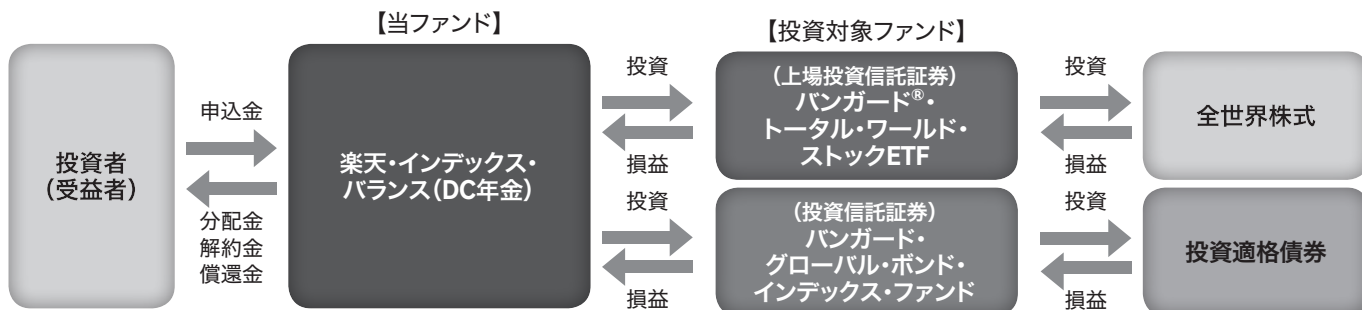 【当ファンド】
【投資対象ファンド】
投資者
(受益者)
申込金
分配金
解約金
償還金
楽天・インデックス・
バランス(DC年金)
投資
損益
投資
損益
(上場投資信託証券)
バンガード®・
トータル・ワールド・
ストックETF
(投資信託証券)
バンガード・
グローバル・ボンド・
インデックス・ファンド
投資
損益
投資
損益
全世界株式
投資適格債券